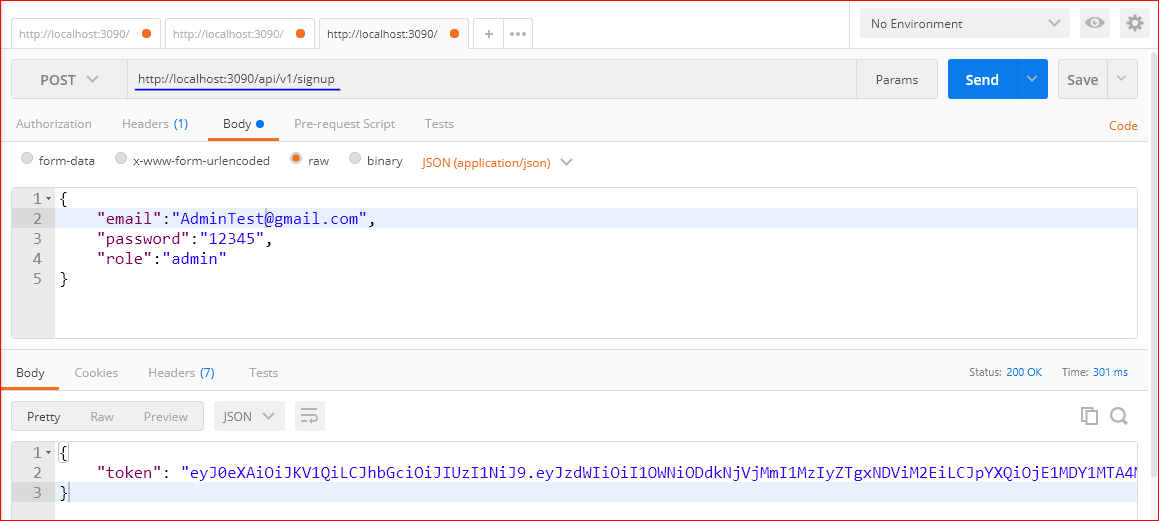 http://localhost:3090/ http://localhost:3090/ http://localhost:3090/ + ••• No Environment
POST http://localhost:3090/api/v1/signup Params Send Save
Authorization Headers (1) Body Pre-request Script Tests Code
form-data x-www-form-urlencoded raw binary JSON (application/json)
1 {
2 "email":"AdminTest@gmail.com",
3 "password":"12345",
4 "role":"admin"
5 }
Body Cookies Headers (7) Tests Status: 200 OK Time: 301 ms
Pretty Raw Preview JSON
1 {
2 "token": "eyJ0eXAiOiJKV1QiLCJhbGciOiJIUzI1NiJ9.eyJzdWIiOiI1OWNiODdkNjVjMmI1MzIyZTgxNDViM2EiLCJpYXQiOjE1MDY1MTA4N
3 }